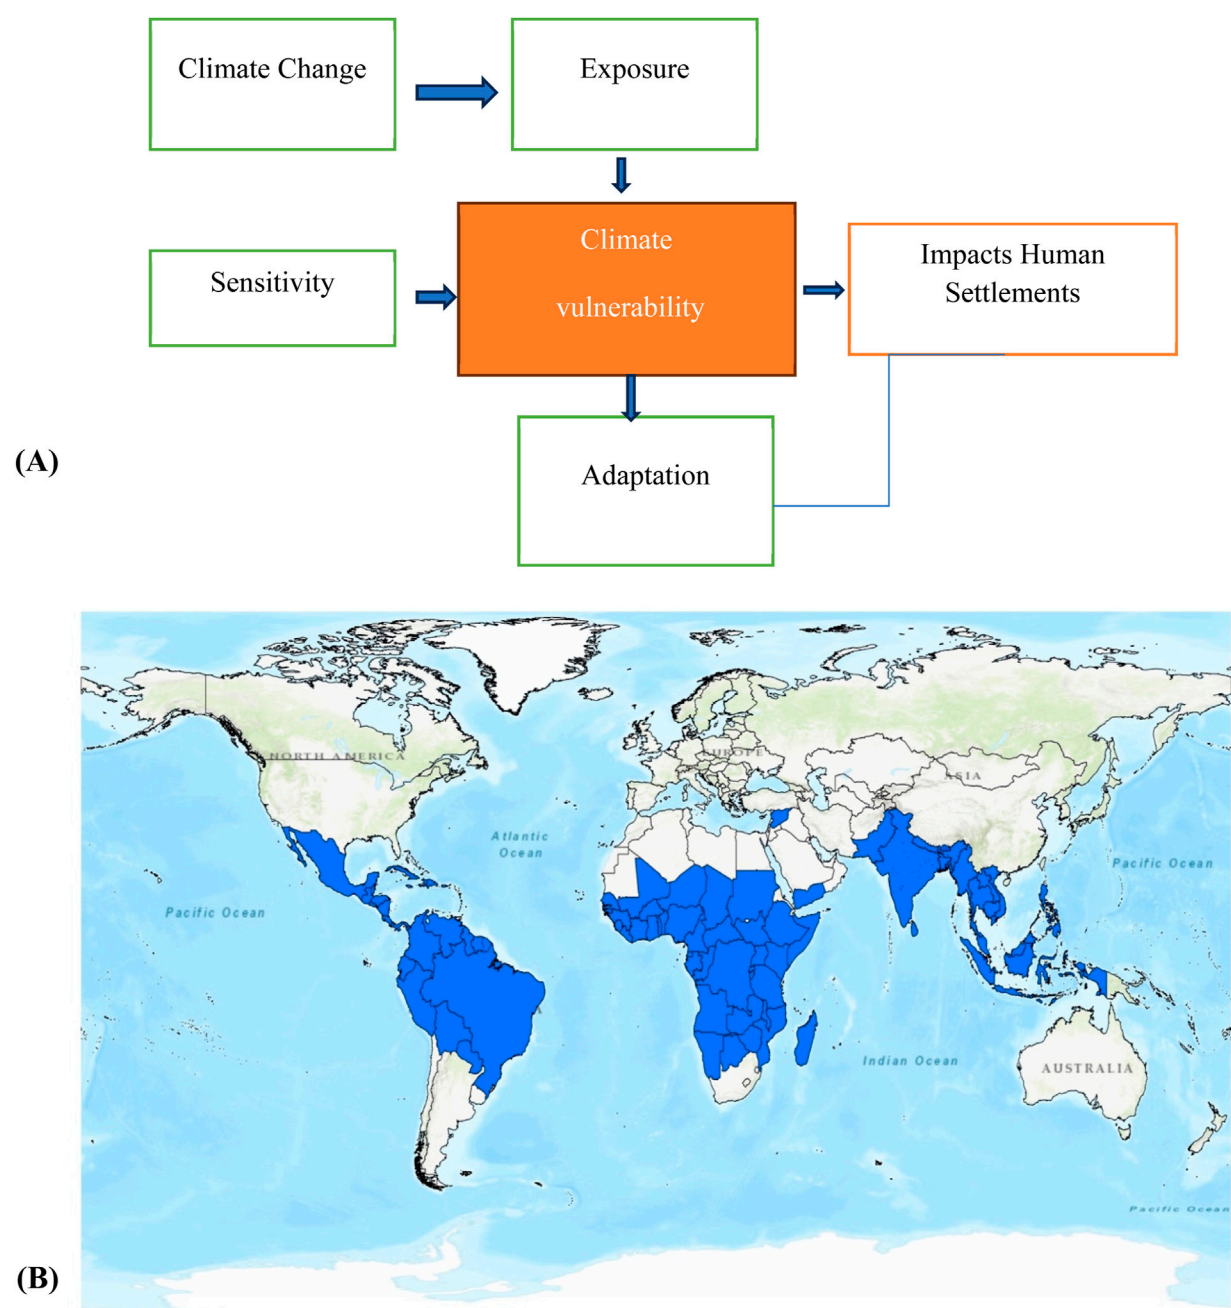 Climate Change
Exposure
Sensitivity
Climate
vulnerability
Impacts Human
Settlements
Adaptation
(A)
NORTH AMERICA
EUROPE
ASIA
Atlantic
Ocean
Pacific Ocean
Pacific Ocean
Indian Ocean
AUSTRALIA
Pacific Ocean
(B)